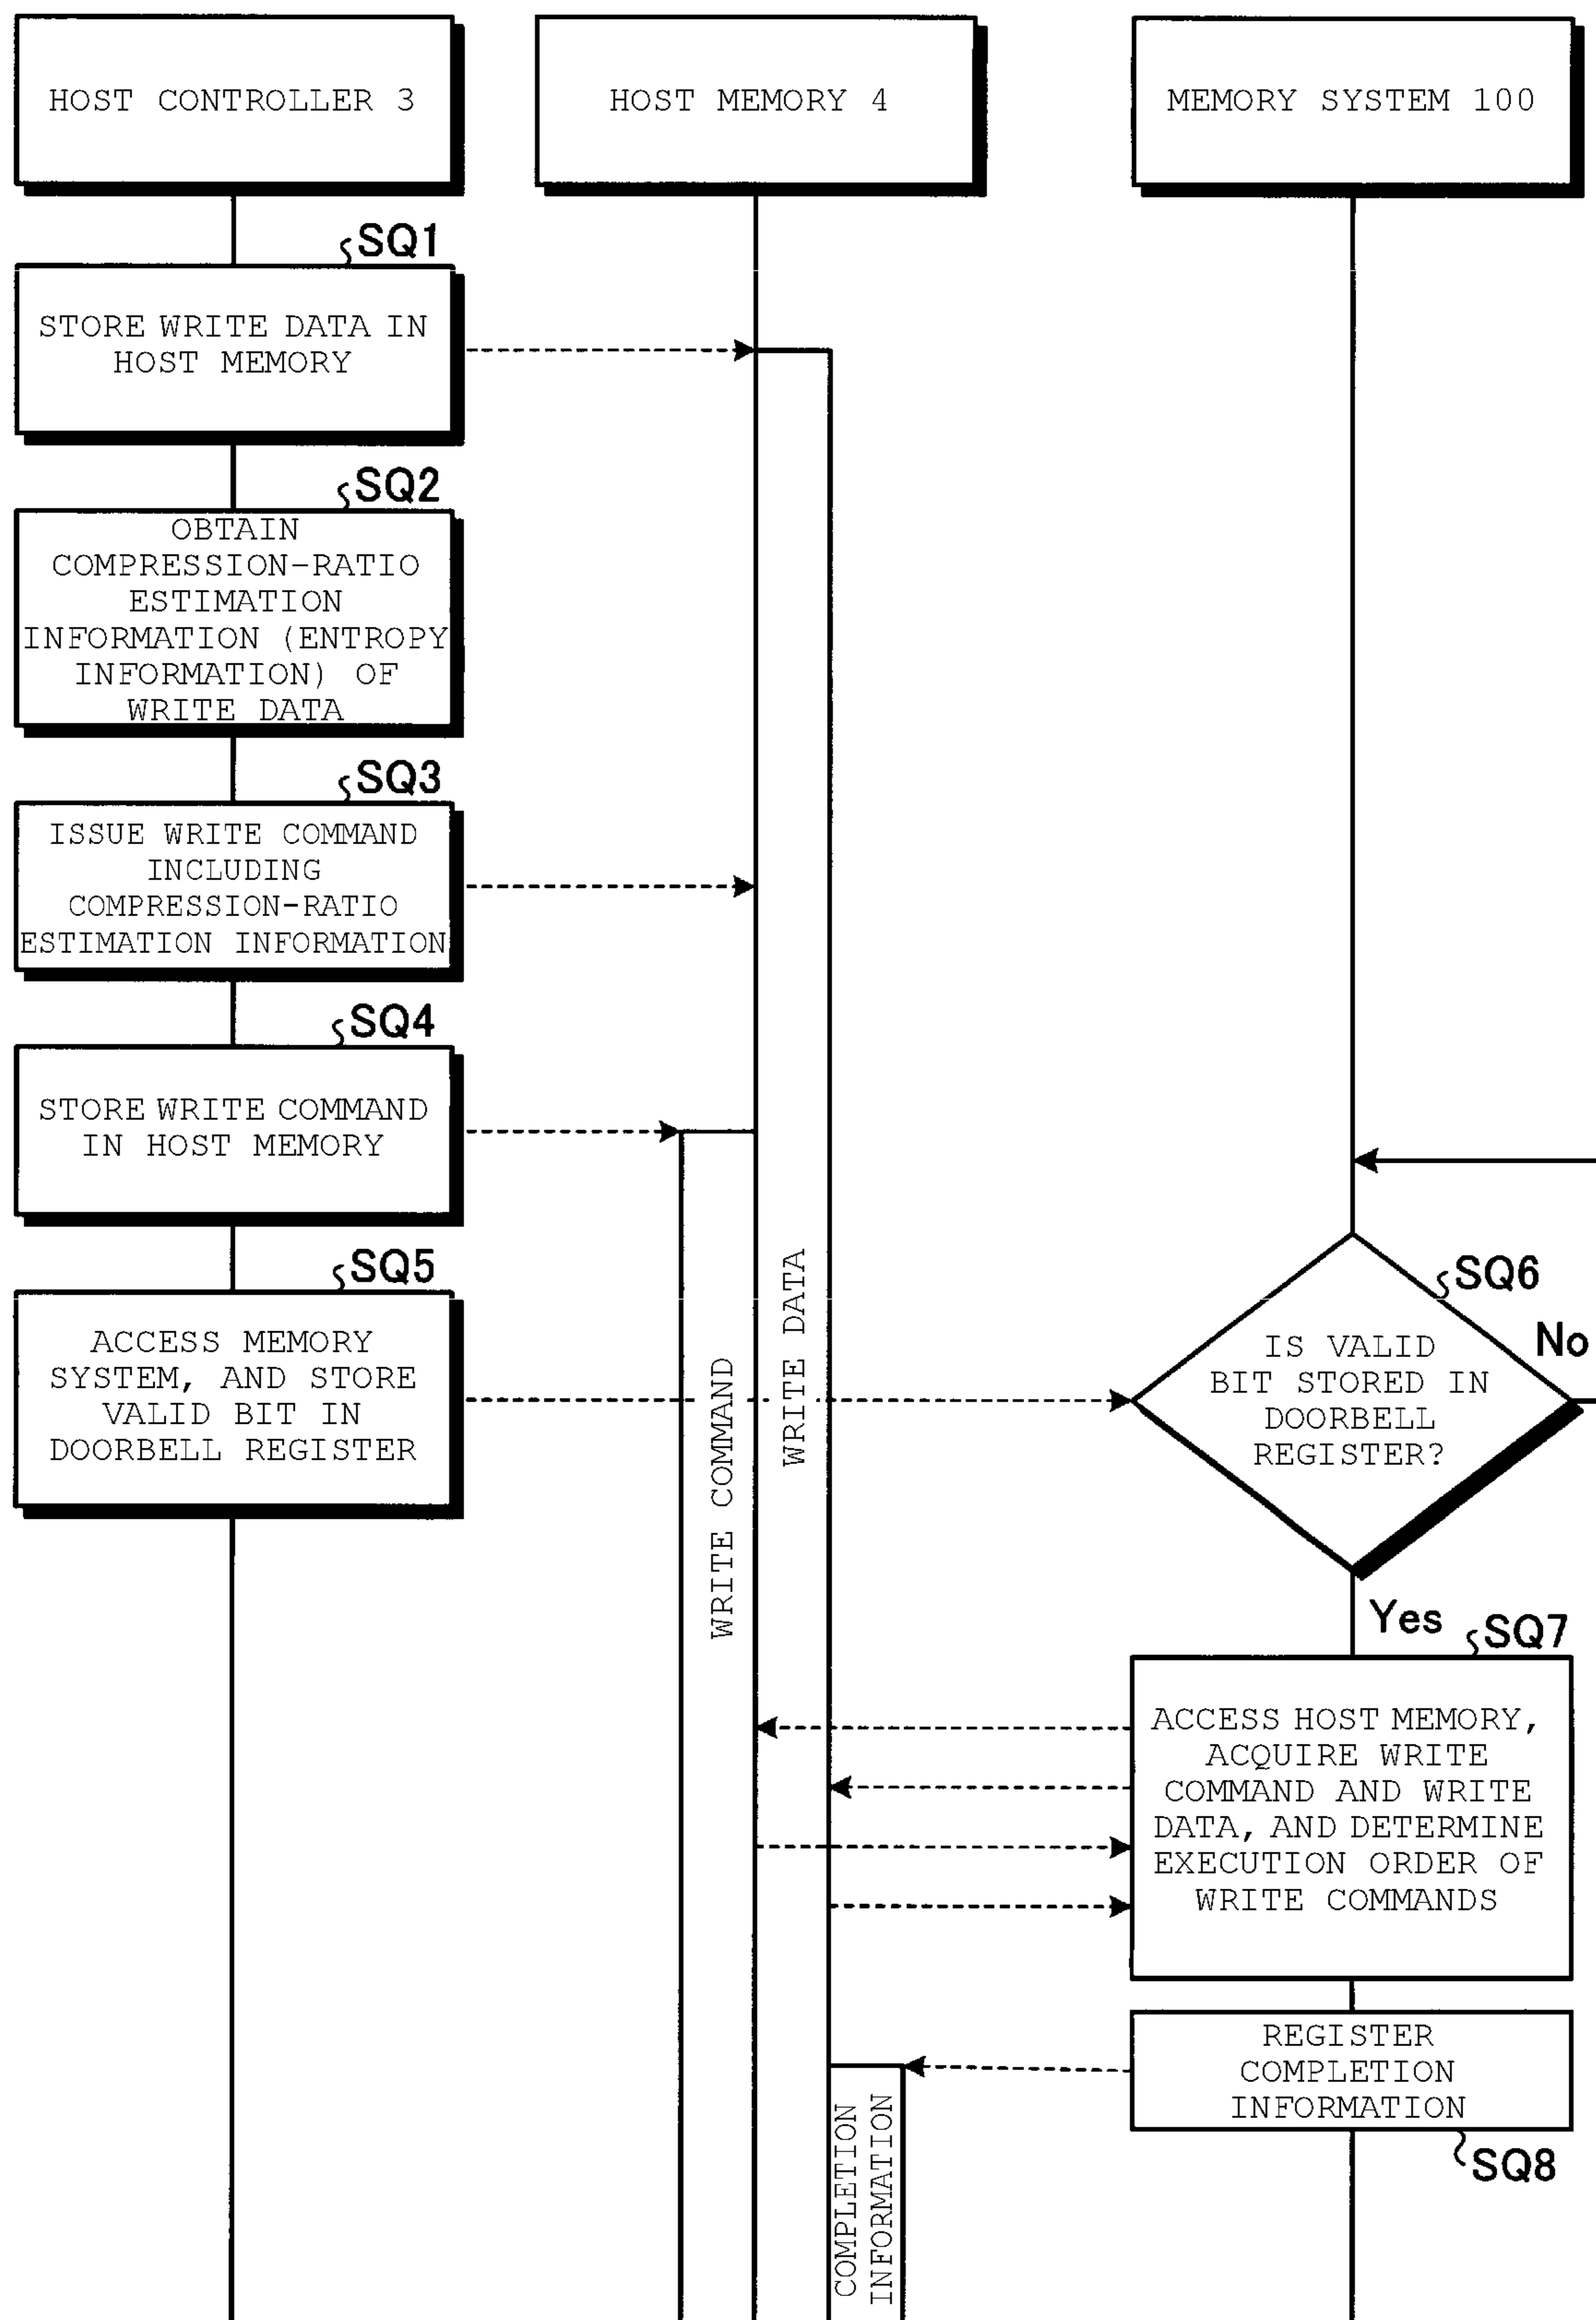 HOST CONTROLLER 3
HOST MEMORY 4
MEMORY SYSTEM 100
SQ1
STORE WRITE DATA IN
HOST MEMORY
SQ2
OBTAIN
COMPRESSION-RATIO
ESTIMATION
INFORMATION (ENTROPY
INFORMATION) OF
WRITE DATA
SQ3
ISSUE WRITE COMMAND
INCLUDING
COMPRESSION-RATIO
ESTIMATION INFORMATION
SQ4
STORE WRITE COMMAND
IN HOST MEMORY
SQ5
ACCESS MEMORY
SYSTEM, AND STORE
VALID BIT IN
DOORBELL REGISTER
WRITE COMMAND
WRITE DATA
SQ6
IS VALID
BIT STORED IN
DOORBELL
REGISTER?
No
Yes
SQ7
ACCESS HOST MEMORY,
ACQUIRE WRITE
COMMAND AND WRITE
DATA, AND DETERMINE
EXECUTION ORDER OF
WRITE COMMANDS
REGISTER
COMPLETION
INFORMATION
SQ8
COMPLETION
INFORMATION